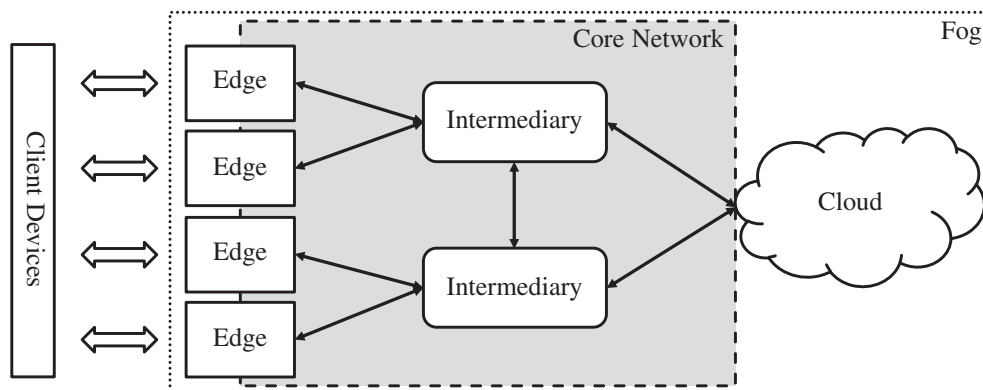 Fog
Core Network
Client Devices
Edge
Edge
Edge
Edge
Intermediary
Intermediary
Cloud